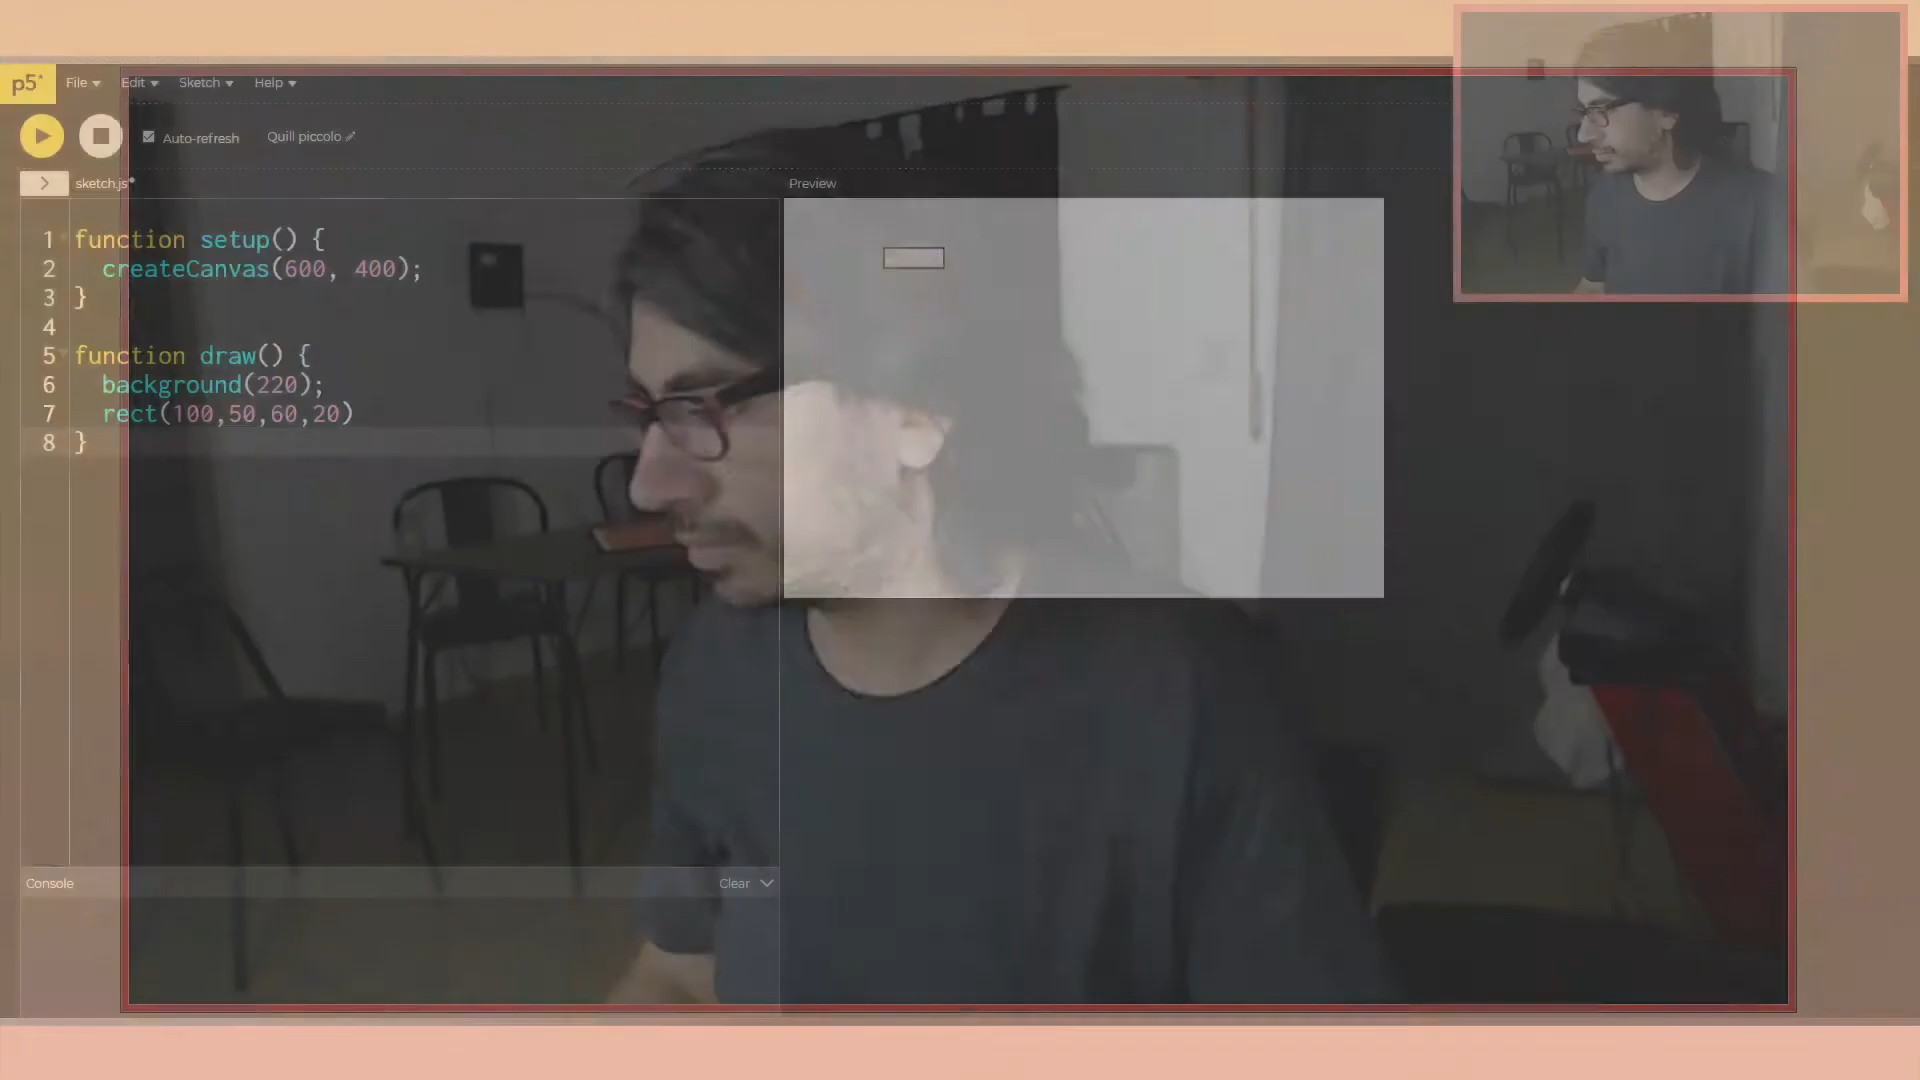 p5*
File
Edit
Sketch
Help
Auto-refresh
Quill piccolo
sketch.js*
Preview
1 function setup() {
2 createCanvas(600, 400);
3 }
4
5 function draw() {
6 background(220);
7 rect(100,50,60,20)
8 }
Console
Clear